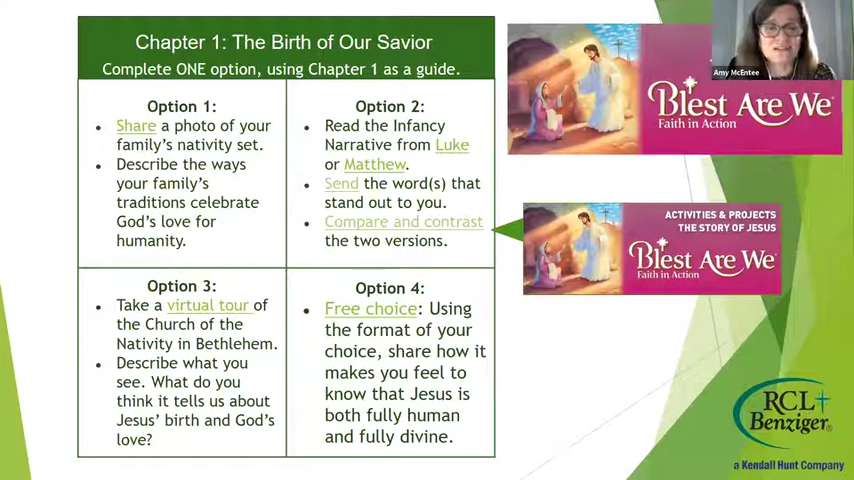 Chapter 1: The Birth of Our Savior
Complete ONE option, using Chapter 1 as a guide.
Option 1:
• Share a photo of your
family's nativity set.
• Describe the ways
your family's
traditions celebrate
God's love for
humanity.
Option 2:
• Read the Infancy
Narrative from Luke
or Matthew.
• Send the word(s) that
stand out to you.
• Compare and contrast
the two versions.
Option 3:
• Take a virtual tour of
the Church of the
Nativity in Bethlehem.
• Describe what you
see. What do you
think it tells us about
Jesus' birth and God's
love?
Option 4:
• Free choice: Using
the format of your
choice, share how it
makes you feel to
know that Jesus is
both fully human
and fully divine.
Amy McEntee
Blest Are We
Faith in Action
ACTIVITIES & PROJECTS
THE STORY OF JESUS
Blest Are We
Faith in Action
RCL
Benziger®
a Kendall Hunt Company